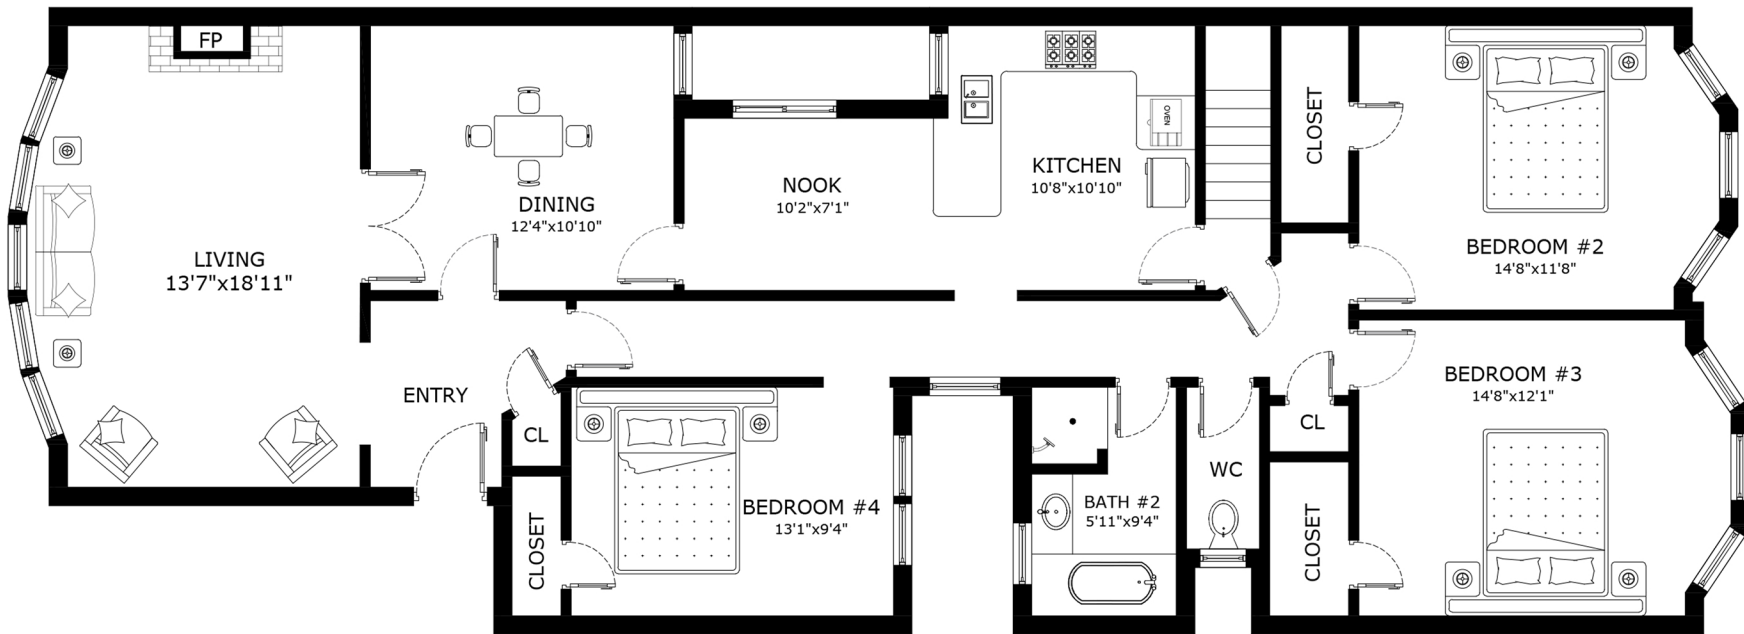 FP
LIVING
13'7"x18'11"
DINING
12'4"x10'10"
NOOK
10'2"x7'1"
KITCHEN
10'8"x10'10"
OVEN
CLOSET
BEDROOM #2
14'8"x11'8"
ENTRY
CL
CLOSET
BEDROOM #4
13'1"x9'4"
BATH #2
5'11"x9'4"
WC
CL
CLOSET
BEDROOM #3
14'8"x12'1"